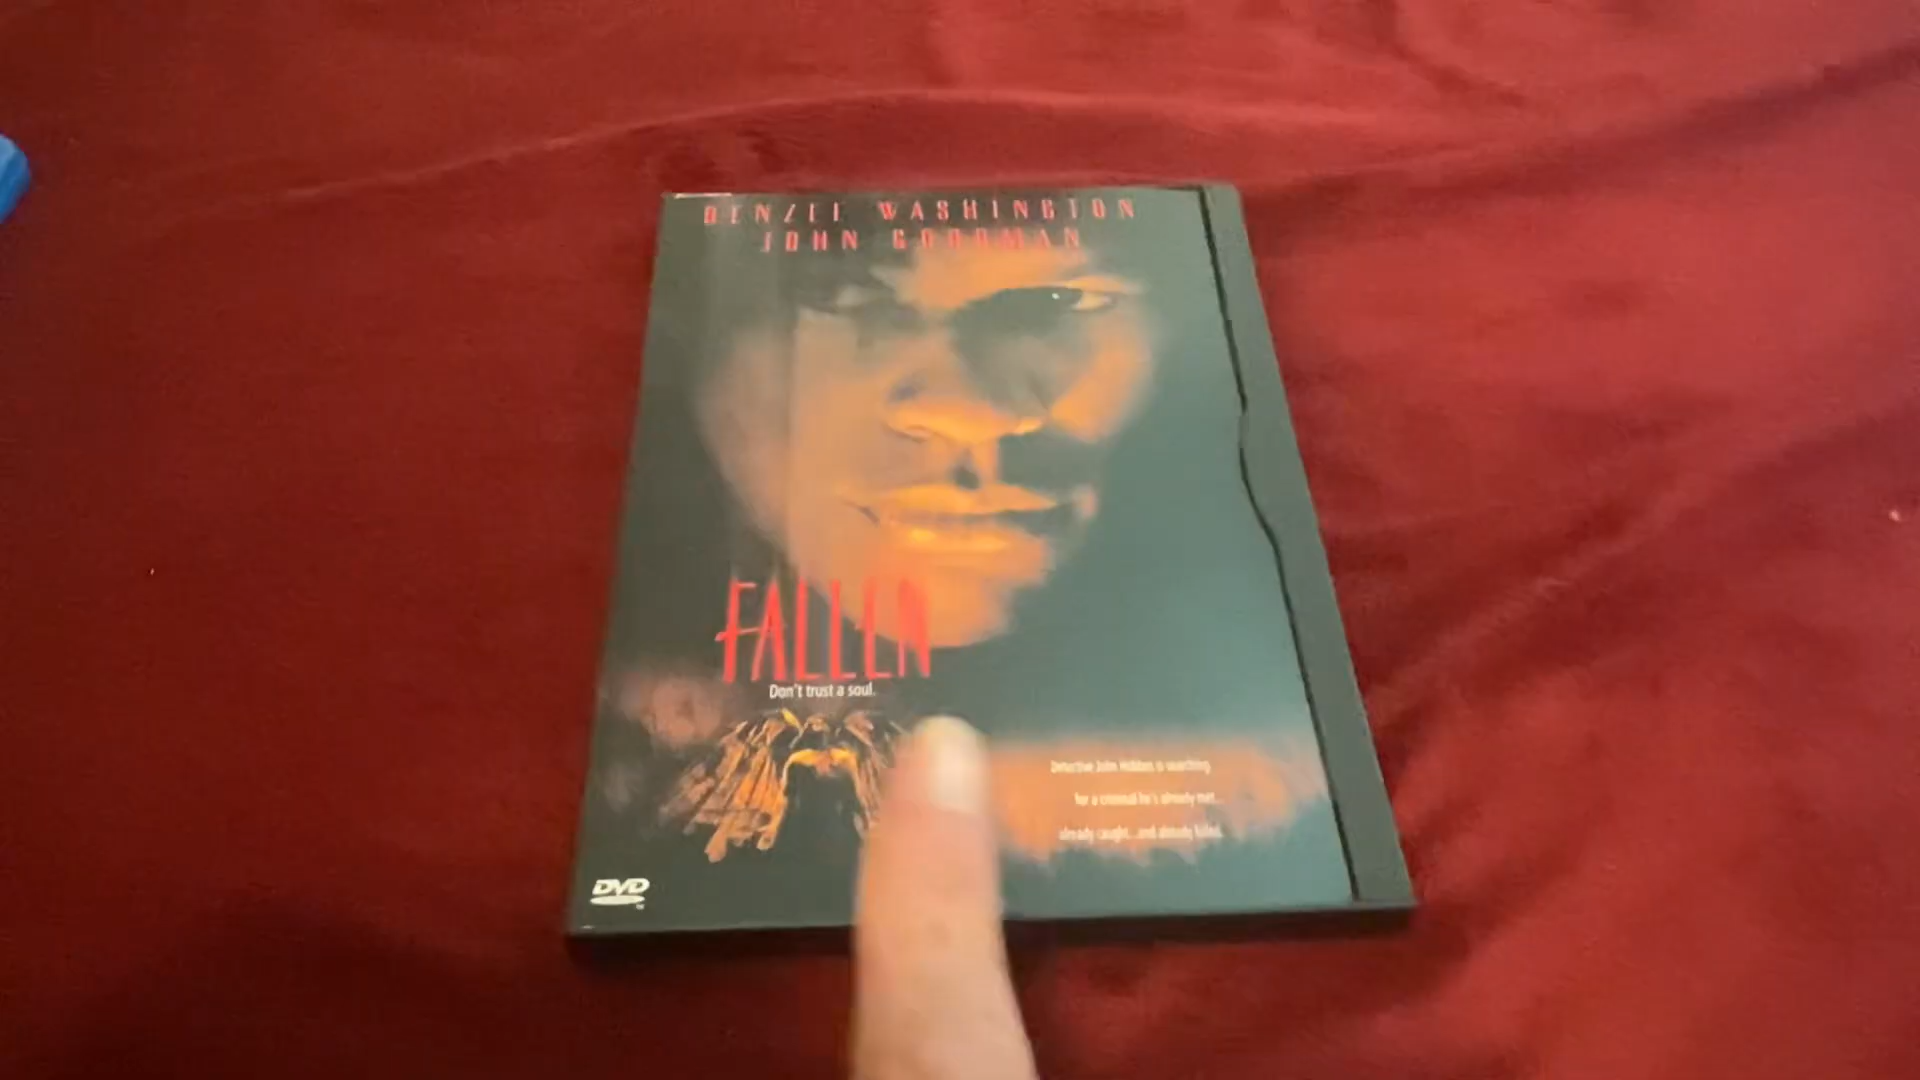 DENZEL WASHINGTON
JOHN GOODMAN
FALLEN
Don't trust a soul.
Detective John Hobbes is searching
for a criminal he's already met...
already caught...and already killed.
DVD